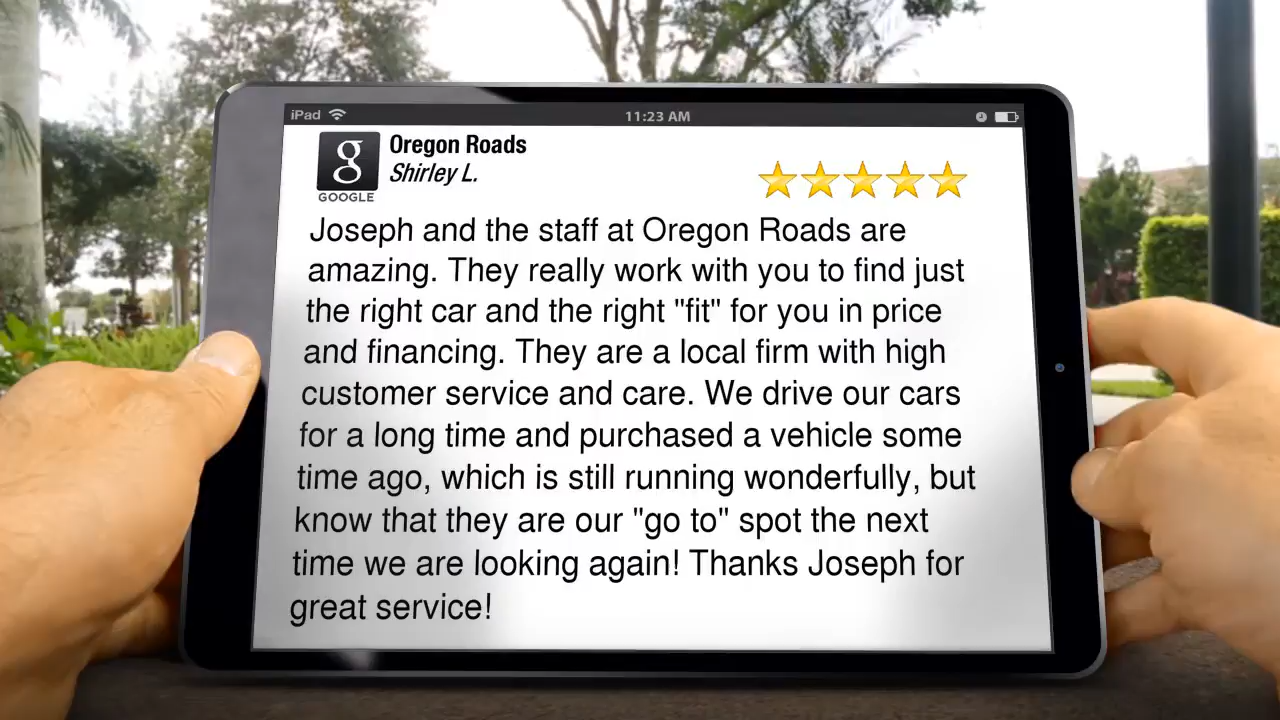 iPad 11:23 AM
g
GOOGLE
Oregon Roads
Shirley L.
Joseph and the staff at Oregon Roads are
amazing. They really work with you to find just
the right car and the right "fit" for you in price
and financing. They are a local firm with high
customer service and care. We drive our cars
for a long time and purchased a vehicle some
time ago, which is still running wonderfully, but
know that they are our "go to" spot the next
time we are looking again! Thanks Joseph for
great service!